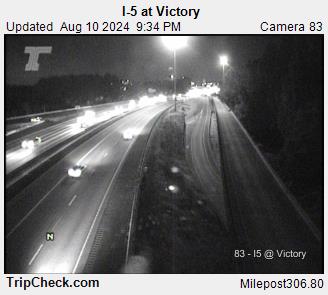 I-5 at Victory
Updated  Aug 10 2024  9:34 PM
Camera 83
T
N
83 - I5 @ Victory
TripCheck.com
Milepost306.80